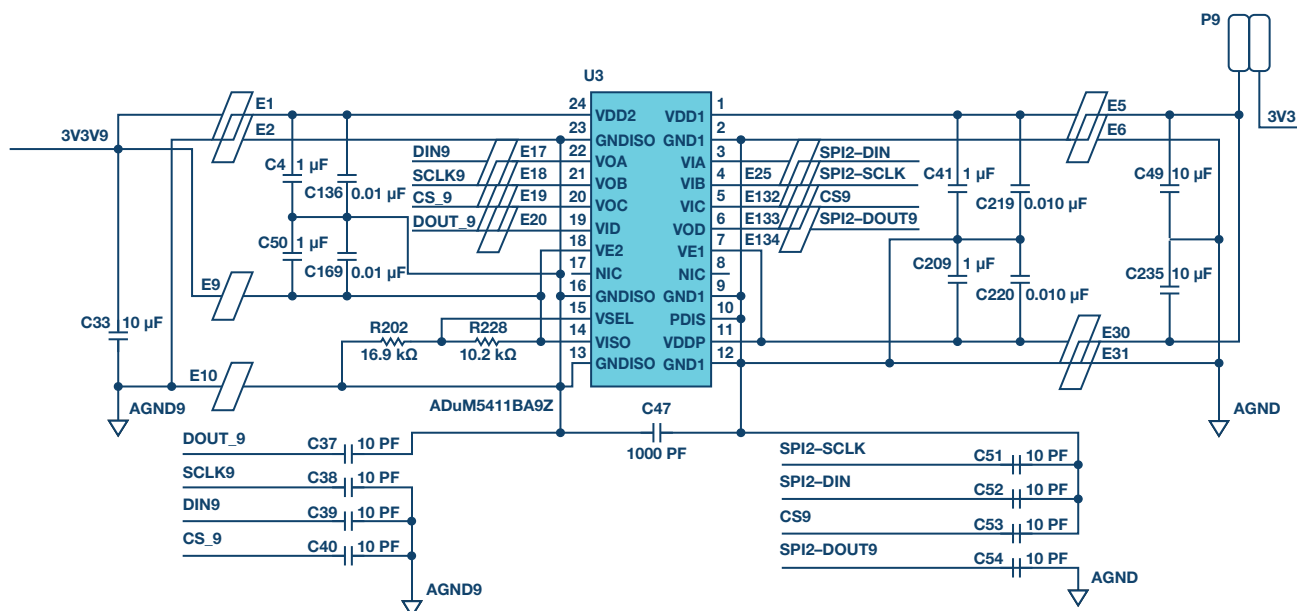 P9
U3
E1 24 VDD2 VDD1 1 E5
3V3V9 E2 23 GNDISO GND1 2 E6 3V3
DIN9 E17 22 VOA VIA 3 SPI2-DIN
C4 1 µF SCLK9 E18 21 VOB VIB 4 E25 SPI2-SCLK C41 1 µF C49 10 µF
C136 0.01 µF CS_9 E19 20 VOC VIC 5 E132 CS9 C219 0.010 µF
DOUT_9 E20 19 VID VOD 6 E133 SPI2-DOUT9
C50 1 µF 18 VE2 VE1 7 E134
C169 0.01 µF 17 NIC NIC 8 C209 1 µF C235 10 µF
E9 16 GNDISO GND1 9 C220 0.010 µF
15 VSEL PDIS 10
C33 10 µF R202 R228 14 VISO VDDP 11 E30
16.9 kΩ 10.2 kΩ 13 GNDISO GND1 12 E31
E10
AGND9 ADuM5411BA9Z C47 AGND
1000 PF
DOUT_9 C37 10 PF
SCLK9 C38 10 PF
DIN9 C39 10 PF
CS_9 C40 10 PF
AGND9
SPI2–SCLK C51 10 PF
SPI2–DIN C52 10 PF
CS9 C53 10 PF
SPI2–DOUT9 C54 10 PF
AGND